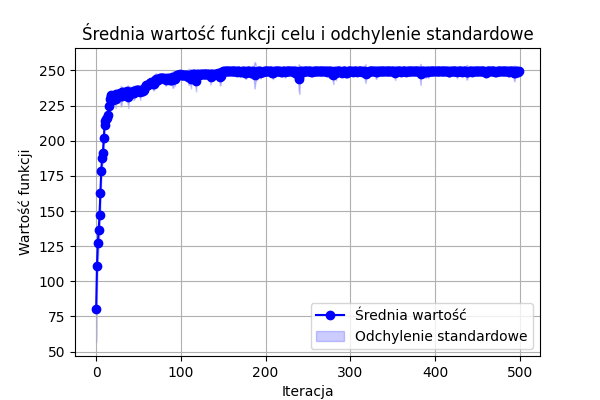 Średnia wartość funkcji celu i odchylenie standardowe
Wartość funkcji
250
225
200
175
150
125
100
75
50
0 100 200 300 400 500
Iteracja
Średnia wartość
Odchylenie standardowe